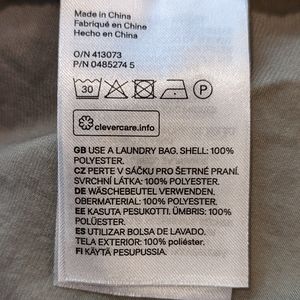 Made in China
Fabriqué en Chine
Hecho en China
O/N 413073
P/N 0485274 5
30
clevercare.info
GB USE A LAUNDRY BAG. SHELL: 100%
POLYESTER.
CZ PERTE V SÁČKU PRO ŠETRNÉ PRANÍ.
SVRCHNÍ LÁTKA: 100% POLYESTER.
DE WÄSCHEBEUTEL VERWENDEN.
OBERMATERIAL: 100% POLYESTER.
EE KASUTA PESUKOTTI. ÜMBRIS: 100%
POLÜESTER.
ES UTILIZAR BOLSA DE LAVADO.
TELA EXTERIOR: 100% poliéster.
FI KÄYTÄ PESUPUSSIA.